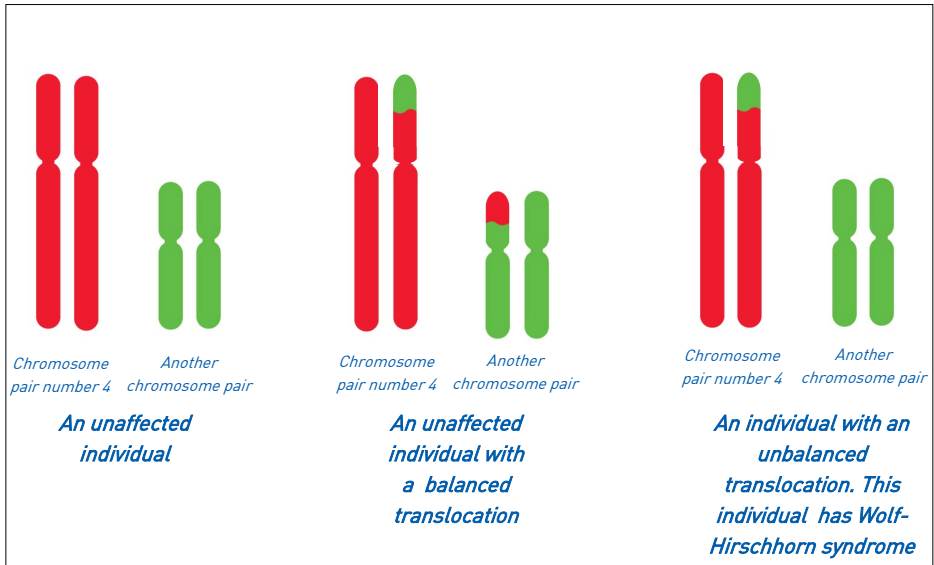 Chromosome
pair number 4
Another
chromosome pair
An unaffected
individual
Chromosome
pair number 4
Another
chromosome pair
An unaffected
individual with
a balanced
translocation
Chromosome
pair number 4
Another
chromosome pair
An individual with an
unbalanced
translocation. This
individual has Wolf-
Hirschhorn syndrome